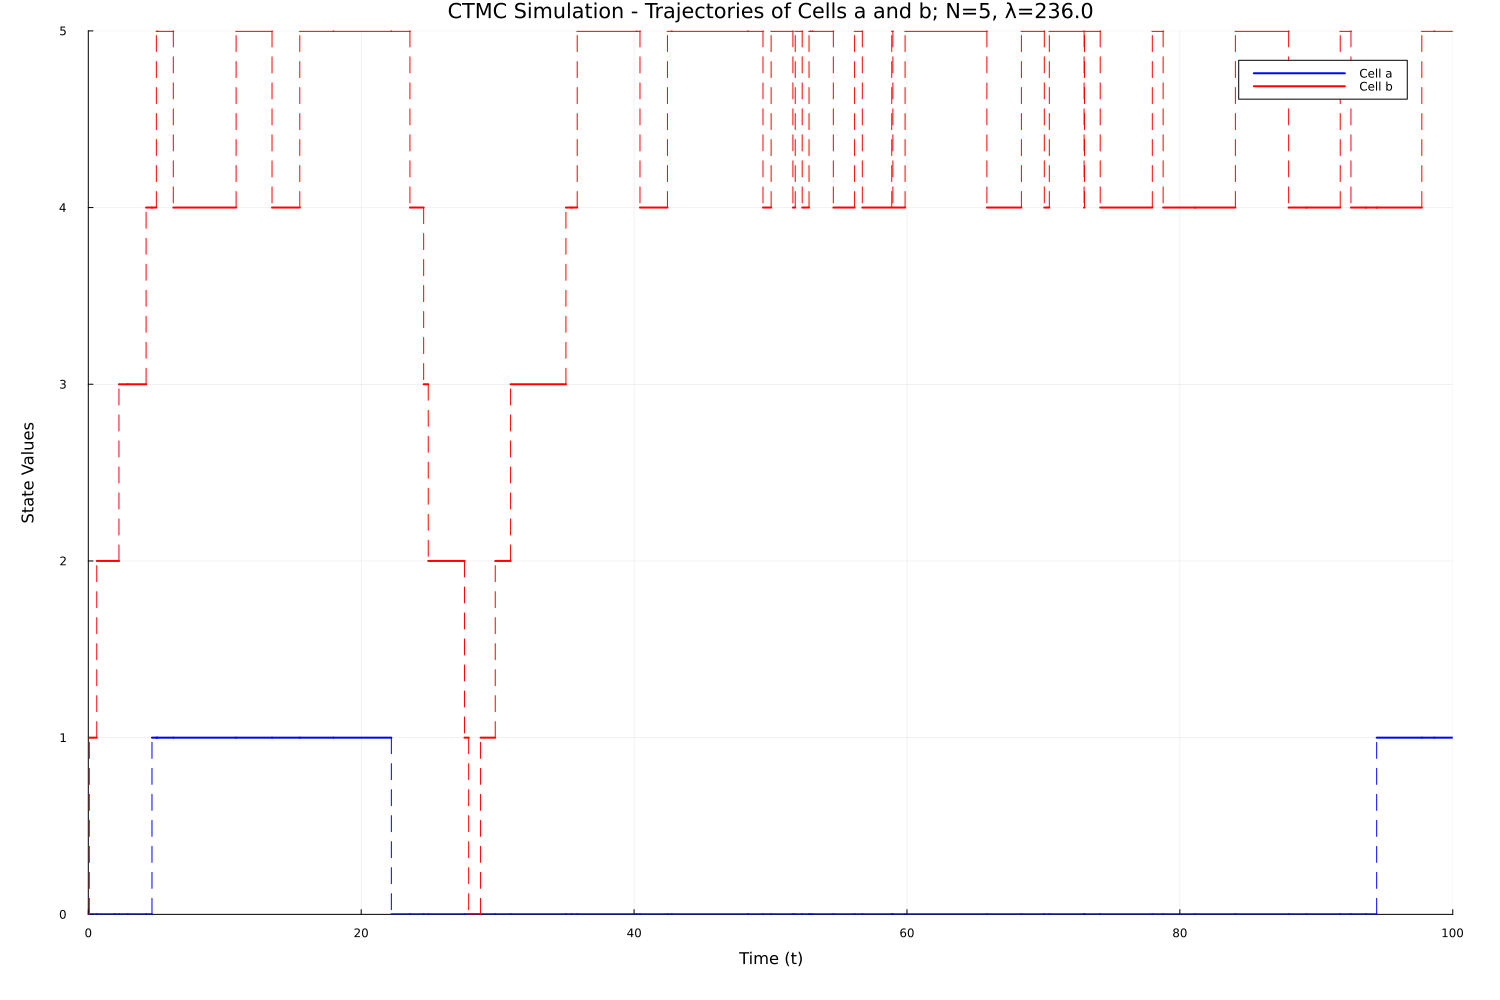 CTMC Simulation - Trajectories of Cells a and b; N=5, λ=236.0
5
Cell a
Cell b
4
3
State Values
2
1
0
0 20 40 60 80 100
Time (t)